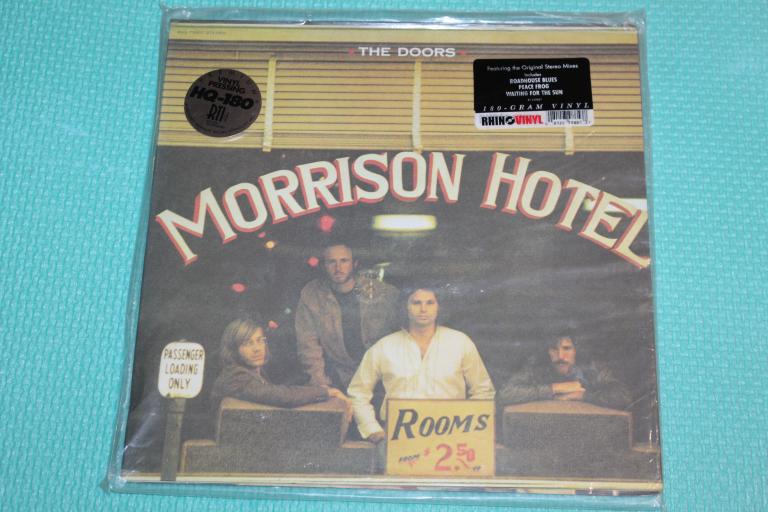 THE DOORS
VINYL
PRESSING
HQ-180
RTI
Featuring the Original Stereo Mixes
Includes
ROADHOUSE BLUES
PEACE FROG
WAITING FOR THE SUN
180-GRAM VINYL
RHINO VINYL
MORRISON HOTEL
PASSENGER
LOADING
ONLY
ROOMS
FROM $2.50